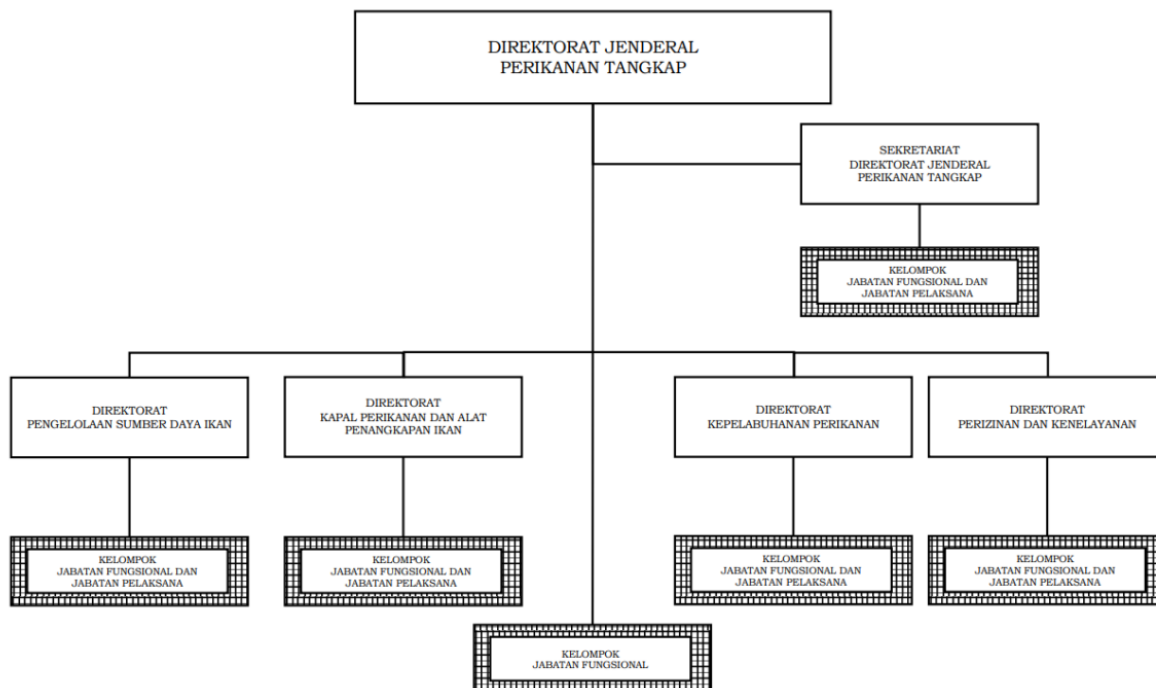 DIREKTORAT JENDERAL
PERIKANAN TANGKAP
SEKRETARIAT
DIREKTORAT JENDERAL
PERIKANAN TANGKAP
KELOMPOK
JABATAN FUNGSIONAL DAN
JABATAN PELAKSANA
DIREKTORAT
PENGELOLAAN SUMBER DAYA IKAN
DIREKTORAT
KAPAL PERIKANAN DAN ALAT
PENANGKAPAN IKAN
DIREKTORAT
KEPELABUHANAN PERIKANAN
DIREKTORAT
PERIZINAN DAN KENELAYANAN
KELOMPOK
JABATAN FUNGSIONAL DAN
JABATAN PELAKSANA
KELOMPOK
JABATAN FUNGSIONAL DAN
JABATAN PELAKSANA
KELOMPOK
JABATAN FUNGSIONAL DAN
JABATAN PELAKSANA
KELOMPOK
JABATAN FUNGSIONAL DAN
JABATAN PELAKSANA
KELOMPOK
JABATAN FUNGSIONAL